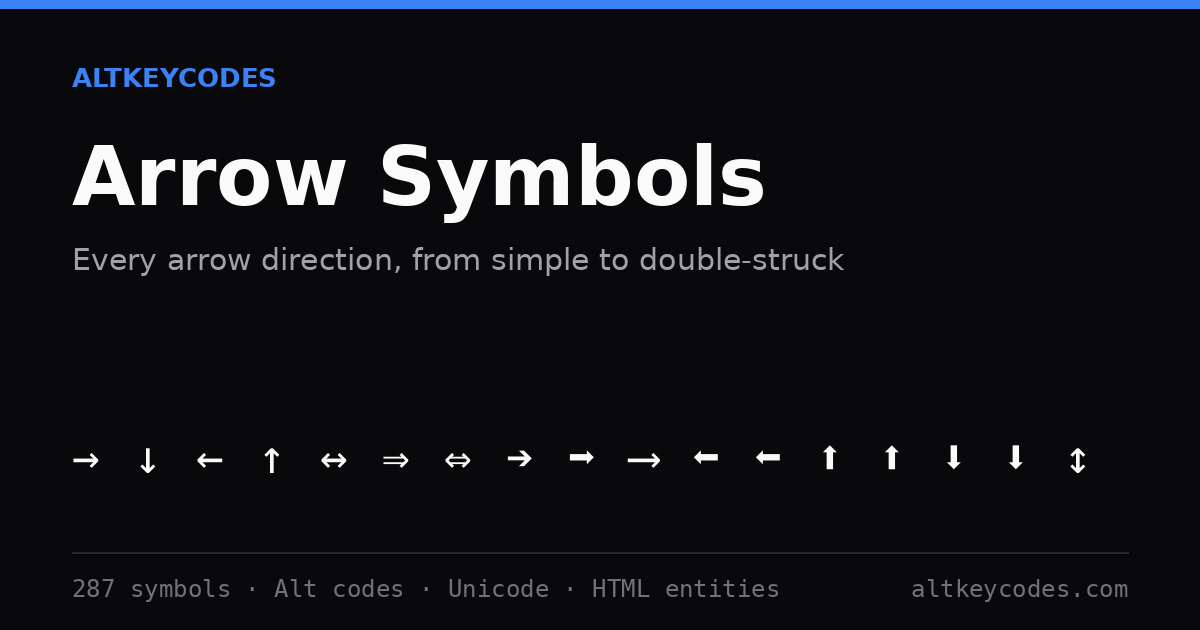 ALTKEYCODES
Arrow Symbols
Every arrow direction, from simple to double-struck
→ ↓ ← ↑ ↔ ⇒ ⇔ ➔ ➡ ⟶ ⬅ ⬅ ⬆ ⬆ ⬇ ⬇ ↕
287 symbols · Alt codes · Unicode · HTML entities altkeycodes.com